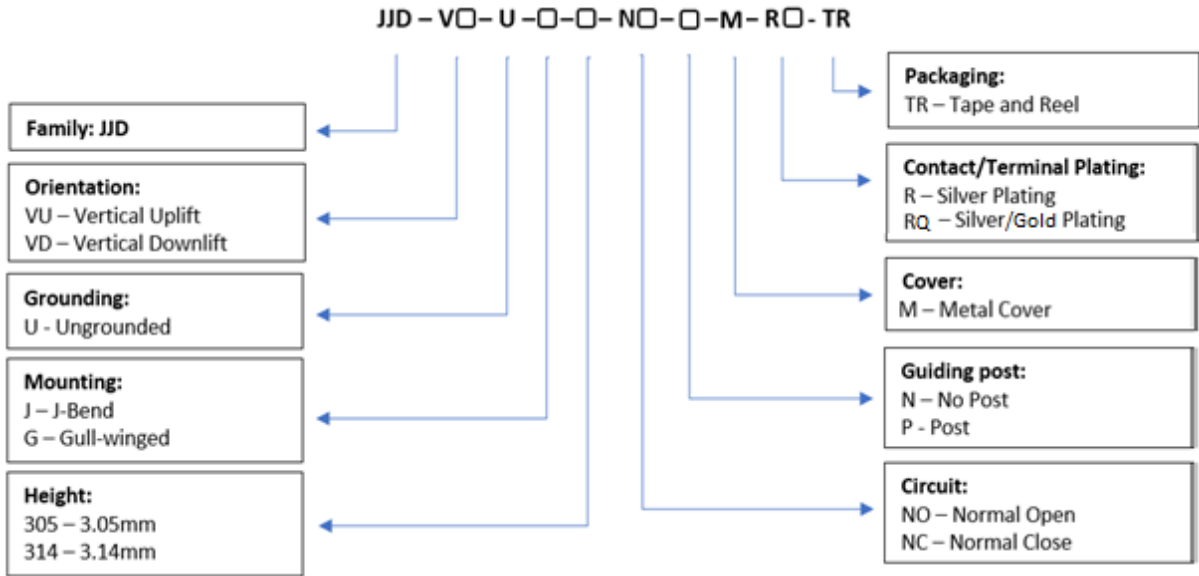 JJD – V▢ – U –▢ –▢ – N▢ – ▢ – M – R▢ - TR
Family: JJD
Orientation:
VU – Vertical Uplift
VD – Vertical Downlift
Grounding:
U - Ungrounded
Mounting:
J – J-Bend
G – Gull-winged
Height:
305 – 3.05mm
314 – 3.14mm
Packaging:
TR – Tape and Reel
Contact/Terminal Plating:
R – Silver Plating
RQ – Silver/Gold Plating
Cover:
M – Metal Cover
Guiding post:
N – No Post
P - Post
Circuit:
NO – Normal Open
NC – Normal Close